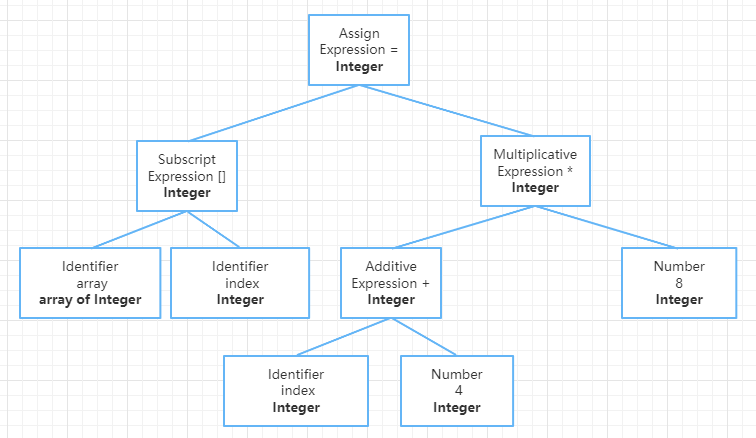 Assign
Expression =
Integer
Subscript
Expression []
Integer
Multiplicative
Expression *
Integer
Identifier
array
array of Integer
Identifier
index
Integer
Additive
Expression +
Integer
Number
8
Integer
Identifier
index
Integer
Number
4
Integer